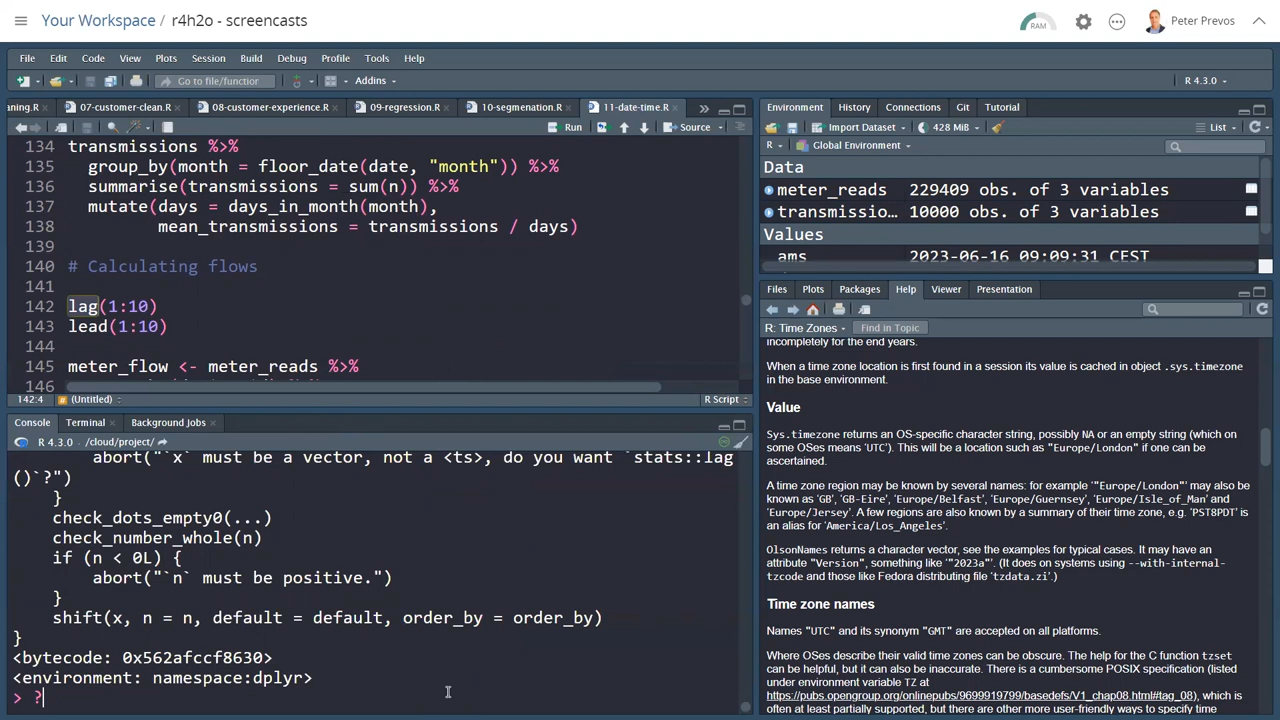 Your Workspace / r4h2o - screencasts
RAM
Peter Prevos
File Edit Code View Plots Session Build Debug Profile Tools Help
Go to file/function Addins
R 4.3.0
ning.R 07-customer-clean.R 08-customer-experience.R 09-regression.R 10-segmenation.R 11-date-time.R
Run Source
134 transmissions %>%
135 group_by(month = floor_date(date, "month")) %>%
136 summarise(transmissions = sum(n)) %>%
137 mutate(days = days_in_month(month),
138 mean_transmissions = transmissions / days)
139
140 # Calculating flows
141
142 lag(1:10)
143 lead(1:10)
144
145 meter_flow <- meter_reads %>%
146
142:4 # (Untitled) R Script
Console Terminal Background Jobs
R 4.3.0 · /cloud/project/
abort("`x` must be a vector, not a <ts>, do you want `stats::lag
()`?")
}
check_dots_empty0(...)
check_number_whole(n)
if (n < 0L) {
abort("`n` must be positive.")
}
shift(x, n = n, default = default, order_by = order_by)
}
<bytecode: 0x562afccf8630>
<environment: namespace:dplyr>
> ?
Environment History Connections Git Tutorial
Import Dataset 428 MiB List
R Global Environment
Data
meter_reads 229409 obs. of 3 variables
transmissio… 10000 obs. of 3 variables
Values
ams 2023-06-16 09:09:31 CEST
Files Plots Packages Help Viewer Presentation
R: Time Zones Find in Topic
incompletely for the end years.
When a time zone location is first found in a session its value is cached in object .sys.timezone
in the base environment.
Value
Sys.timezone returns an OS-specific character string, possibly NA or an empty string (which on
some OSes means 'UTC'). This will be a location such as "Europe/London" if one can be
ascertained.
A time zone region may be known by several names: for example '"Europe/London"' may also be
known as 'GB', 'GB-Eire', 'Europe/Belfast', 'Europe/Guernsey', 'Europe/Isle_of_Man' and
'Europe/Jersey'. A few regions are also known by a summary of their time zone, e.g. 'PST8PDT' is
an alias for 'America/Los_Angeles'.
OlsonNames returns a character vector, see the examples for typical cases. It may have an
attribute "Version", something like '"2023a"'. (It does on systems using --with-internal-
tzcode and those like Fedora distributing file 'tzdata.zi'.)
Time zone names
Names "UTC" and its synonym "GMT" are accepted on all platforms.
Where OSes describe their valid time zones can be obscure. The help for the C function tzset
can be helpful, but it can also be inaccurate. There is a cumbersome POSIX specification (listed
under environment variable TZ at
https://pubs.opengroup.org/onlinepubs/9699919799/basedefs/V1_chap08.html#tag_08), which is
often at least partially supported, but there are other more user-friendly ways to specify time